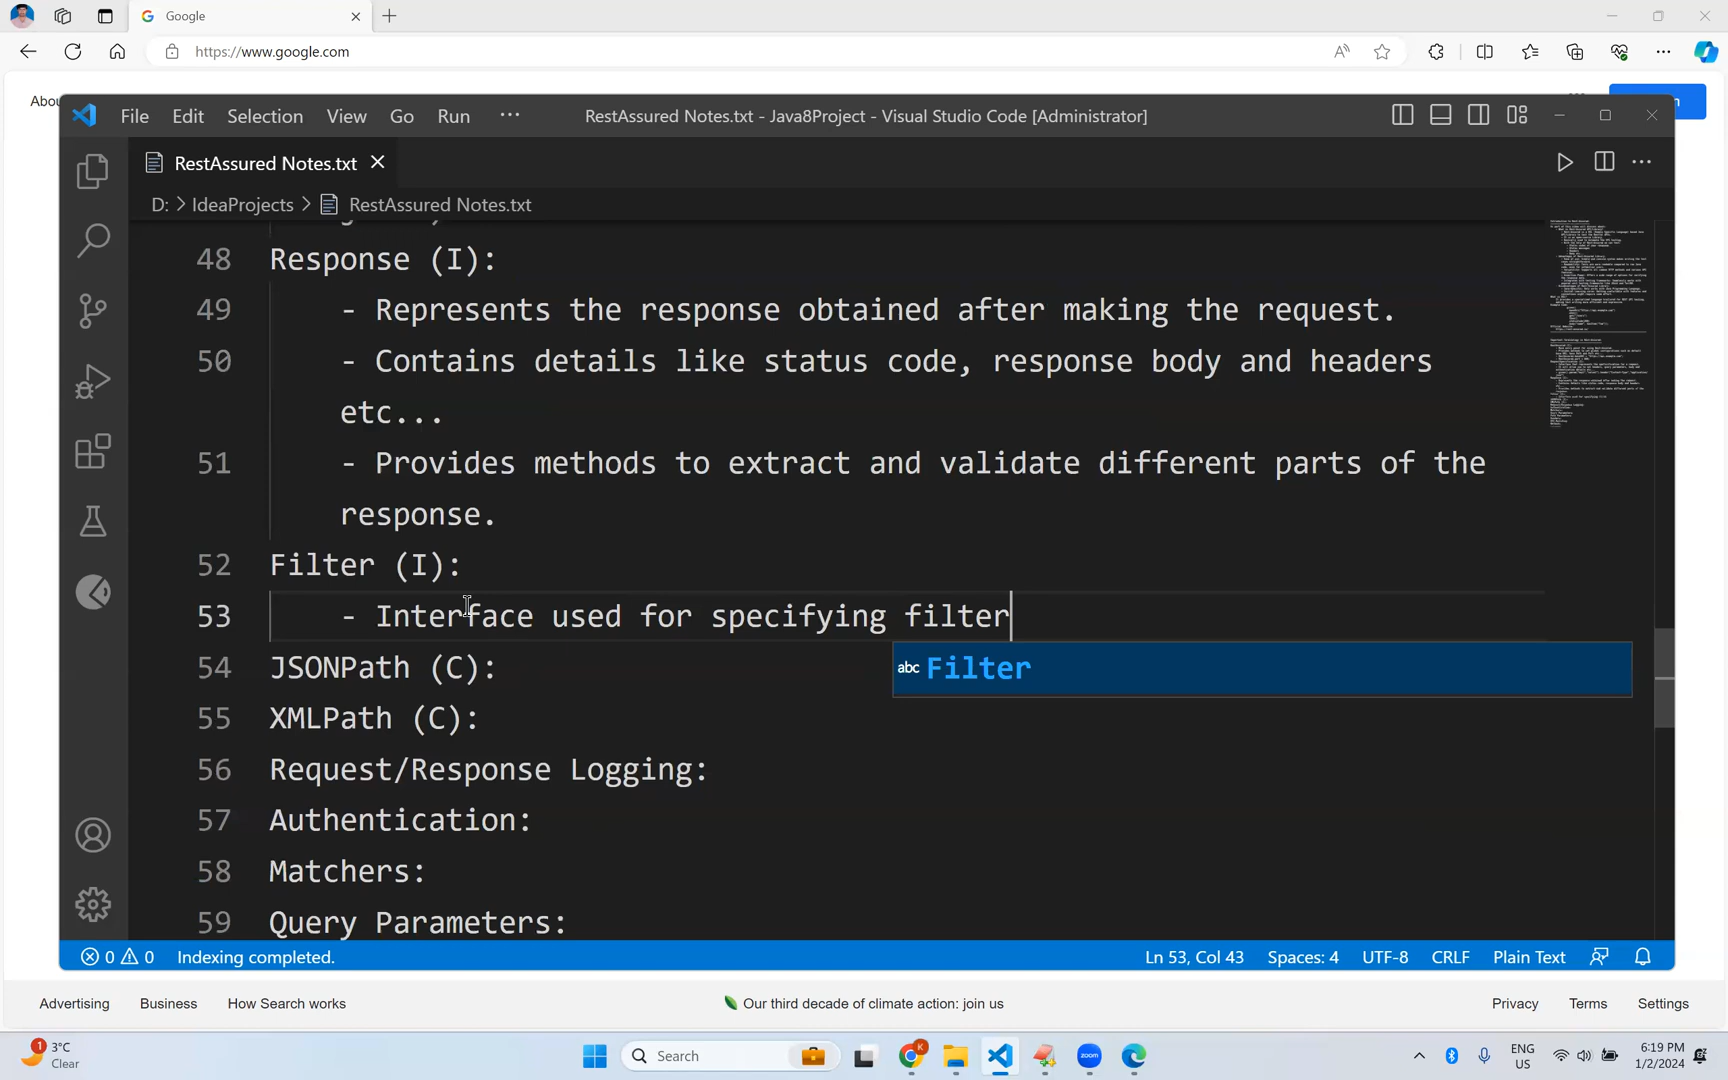 Google
https://www.google.com
Abou
File Edit Selection View Go Run ···
RestAssured Notes.txt - Java8Project - Visual Studio Code [Administrator]
RestAssured Notes.txt
D: > IdeaProjects > RestAssured Notes.txt
48 Response (I):
49 - Represents the response obtained after making the request.
50 - Contains details like status code, response body and headers
etc...
51 - Provides methods to extract and validate different parts of the
response.
52 Filter (I):
53 - Interface used for specifying filter
abc Filter
54 JSONPath (C):
55 XMLPath (C):
56 Request/Response Logging:
57 Authentication:
58 Matchers:
59 Query Parameters:
0 0 Indexing completed. Ln 53, Col 43 Spaces: 4 UTF-8 CRLF Plain Text
Advertising Business How Search works Our third decade of climate action: join us Privacy Terms Settings
1 3°C
Clear
Search
zoom
ENG
US
6:19 PM
1/2/2024